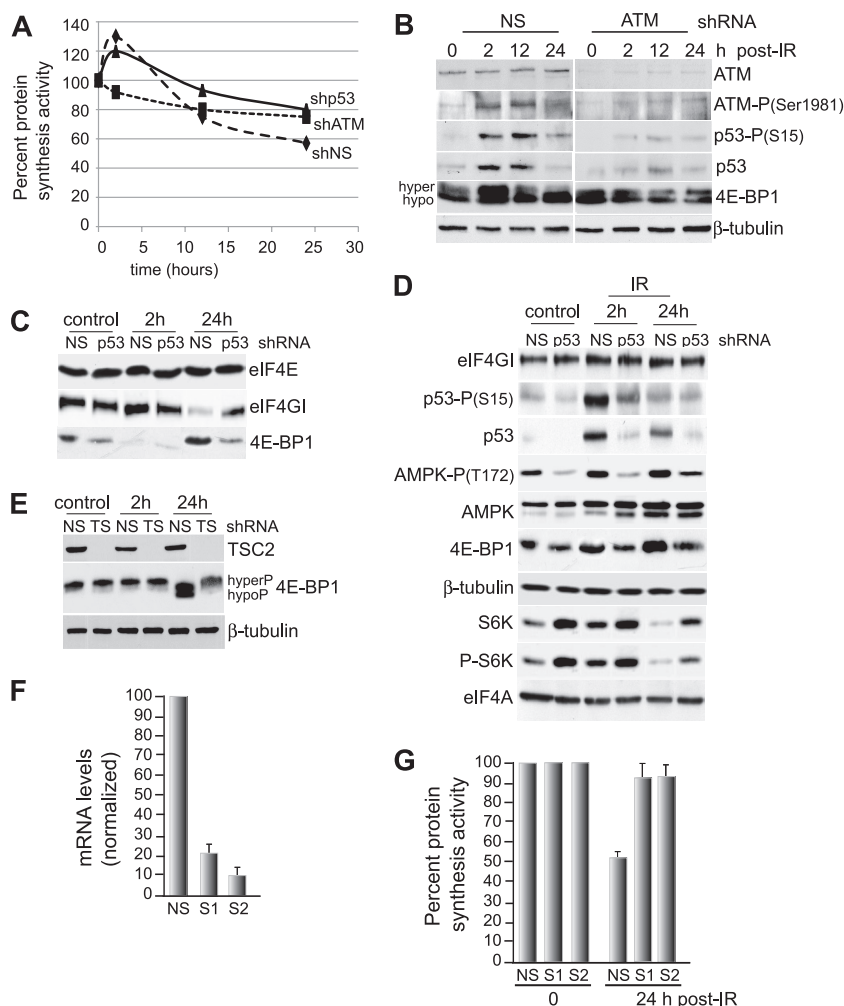 A
Percent protein
synthesis activity
140
120
100
80
60
40
20
0
0 5 10 15 20 25 30
time (hours)
shp53
shATM
shNS
B
NS ATM shRNA
0 2 12 24 0 2 12 24 h post-IR
ATM
ATM-P(Ser1981)
p53-P(S15)
p53
hyper
hypo
4E-BP1
β-tubulin
C
control 2h 24h
NS p53 NS p53 NS p53 shRNA
eIF4E
eIF4GI
4E-BP1
D
IR
control 2h 24h
NS p53 NS p53 NS p53 shRNA
eIF4GI
p53-P(S15)
p53
AMPK-P(T172)
AMPK
4E-BP1
β-tubulin
S6K
P-S6K
eIF4A
E
control 2h 24h
NS TS NS TS NS TS shRNA
TSC2
hyperP
hypoP
4E-BP1
β-tubulin
F
mRNA levels
(normalized)
100
90
80
70
60
50
40
30
20
10
0
NS S1 S2
G
Percent protein
synthesis activity
100
90
80
70
60
50
40
30
20
10
0
NS S1 S2 NS S1 S2
0 24 h post-IR